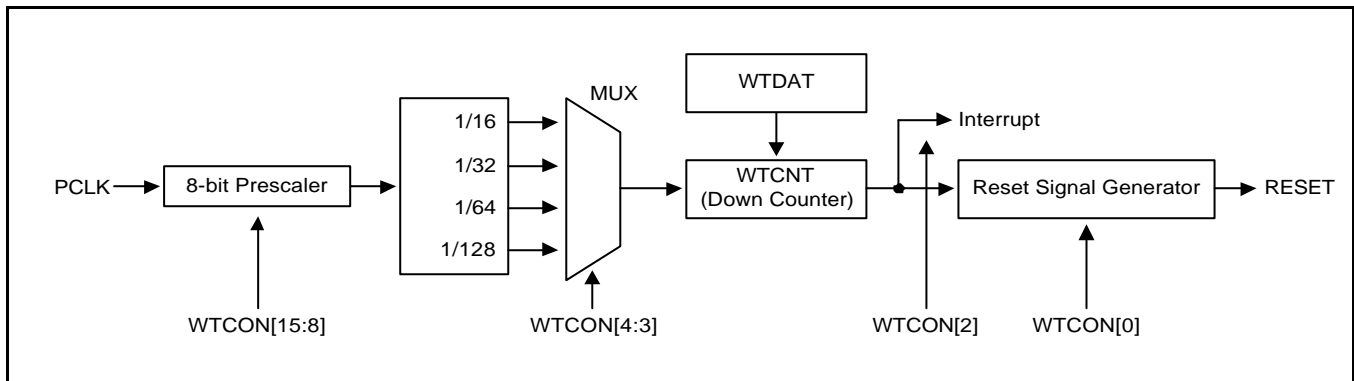 WTDAT
MUX
1/16
Interrupt
1/32
PCLK
8-bit Prescaler
WTCNT
(Down Counter)
Reset Signal Generator
RESET
1/64
1/128
WTCON[15:8]
WTCON[4:3]
WTCON[2]
WTCON[0]